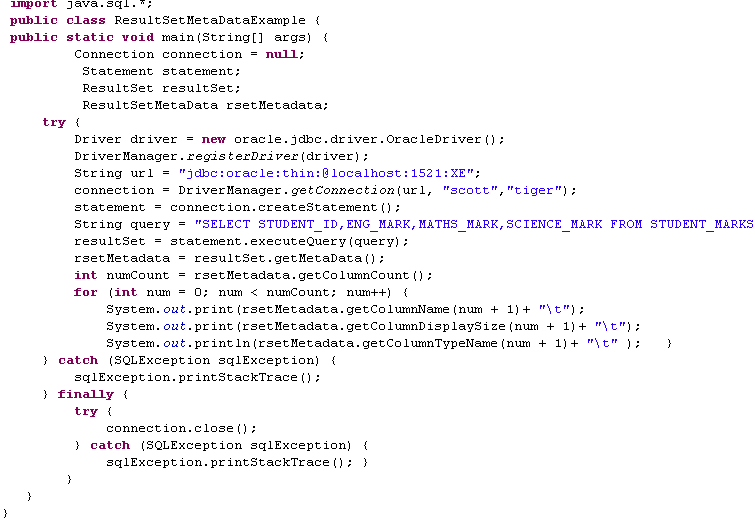 import java.sql.*;
public class ResultSetMetaDataExample {
public static void main(String[] args) {
Connection connection = null;
Statement statement;
ResultSet resultSet;
ResultSetMetaData rsetMetadata;
try {
Driver driver = new oracle.jdbc.driver.OracleDriver();
DriverManager.registerDriver(driver);
String url = "jdbc:oracle:thin:@localhost:1521:XE";
connection = DriverManager.getConnection(url, "scott","tiger");
statement = connection.createStatement();
String query = "SELECT STUDENT_ID,ENG_MARK,MATHS_MARK,SCIENCE_MARK FROM STUDENT_MARKS
resultSet = statement.executeQuery(query);
rsetMetadata = resultSet.getMetaData();
int numCount = rsetMetadata.getColumnCount();
for (int num = 0; num < numCount; num++) {
System.out.print(rsetMetadata.getColumnName(num + 1)+ "\t");
System.out.print(rsetMetadata.getColumnDisplaySize(num + 1)+ "\t");
System.out.println(rsetMetadata.getColumnTypeName(num + 1)+ "\t" ); }
} catch (SQLException sqlException) {
sqlException.printStackTrace();
} finally {
try {
connection.close();
} catch (SQLException sqlException) {
sqlException.printStackTrace(); }
}
}
}